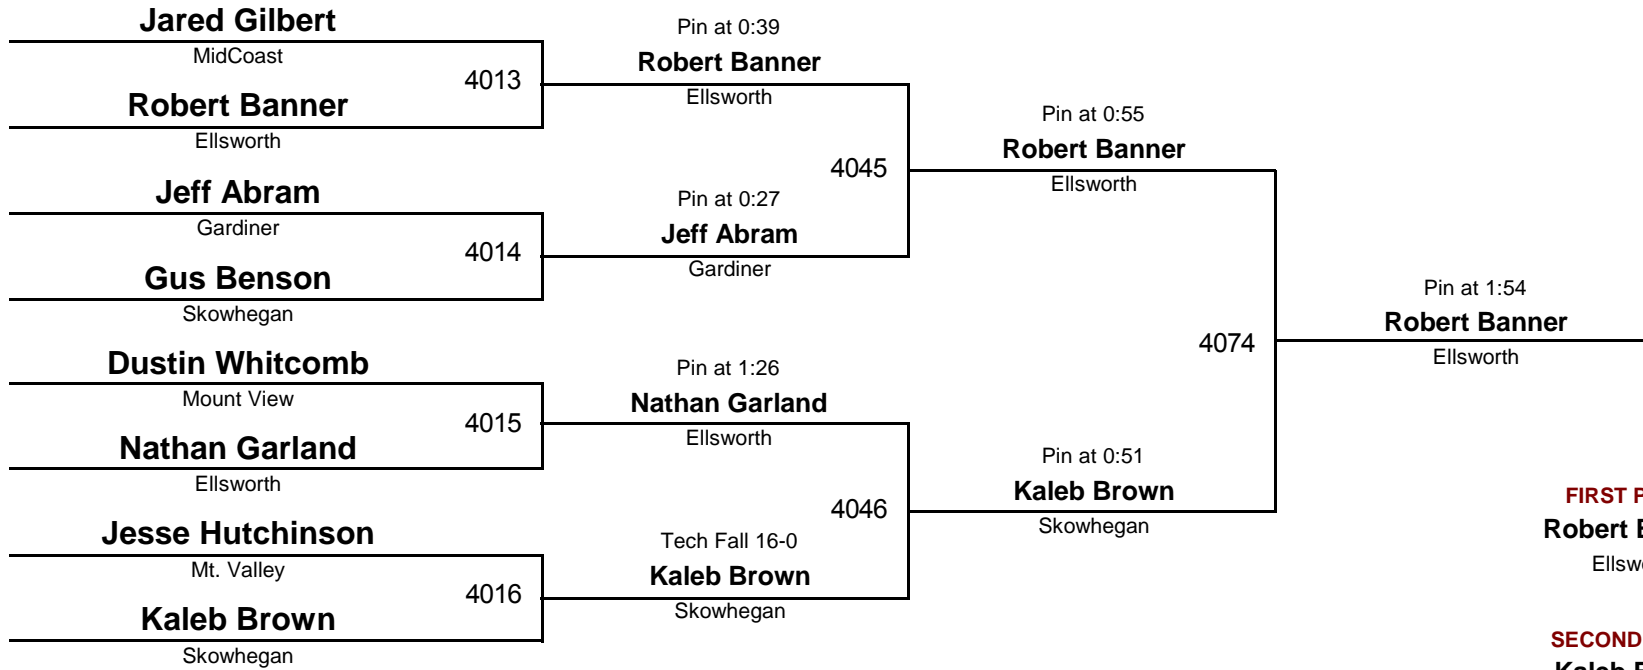 Jared Gilbert
MidCoast
4013
Robert Banner
Ellsworth
Jeff Abram
Gardiner
4014
Gus Benson
Skowhegan
Dustin Whitcomb
Mount View
4015
Nathan Garland
Ellsworth
Jesse Hutchinson
Mt. Valley
4016
Kaleb Brown
Skowhegan
Pin at 0:39
Robert Banner
Ellsworth
4045
Pin at 0:27
Jeff Abram
Gardiner
Pin at 1:26
Nathan Garland
Ellsworth
4046
Tech Fall 16-0
Kaleb Brown
Skowhegan
Pin at 0:55
Robert Banner
Ellsworth
4074
Pin at 0:51
Kaleb Brown
Skowhegan
Pin at 1:54
Robert Banner
Ellsworth
FIRST
Robert
SECOND